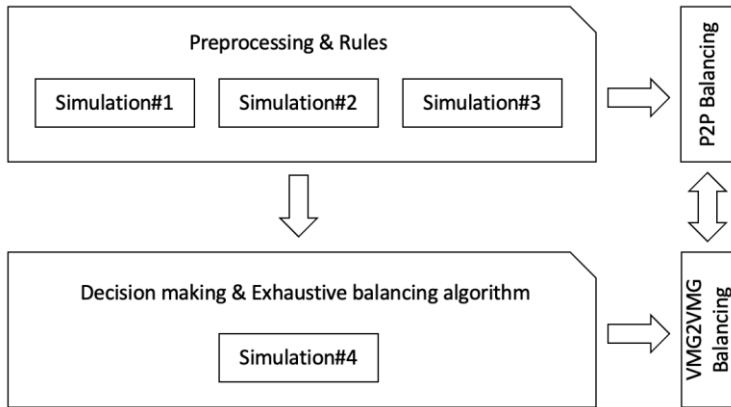 Preprocessing & Rules
Simulation#1
Simulation#2
Simulation#3
P2P Balancing
Decision making & Exhaustive balancing algorithm
Simulation#4
VMG2VMG
Balancing